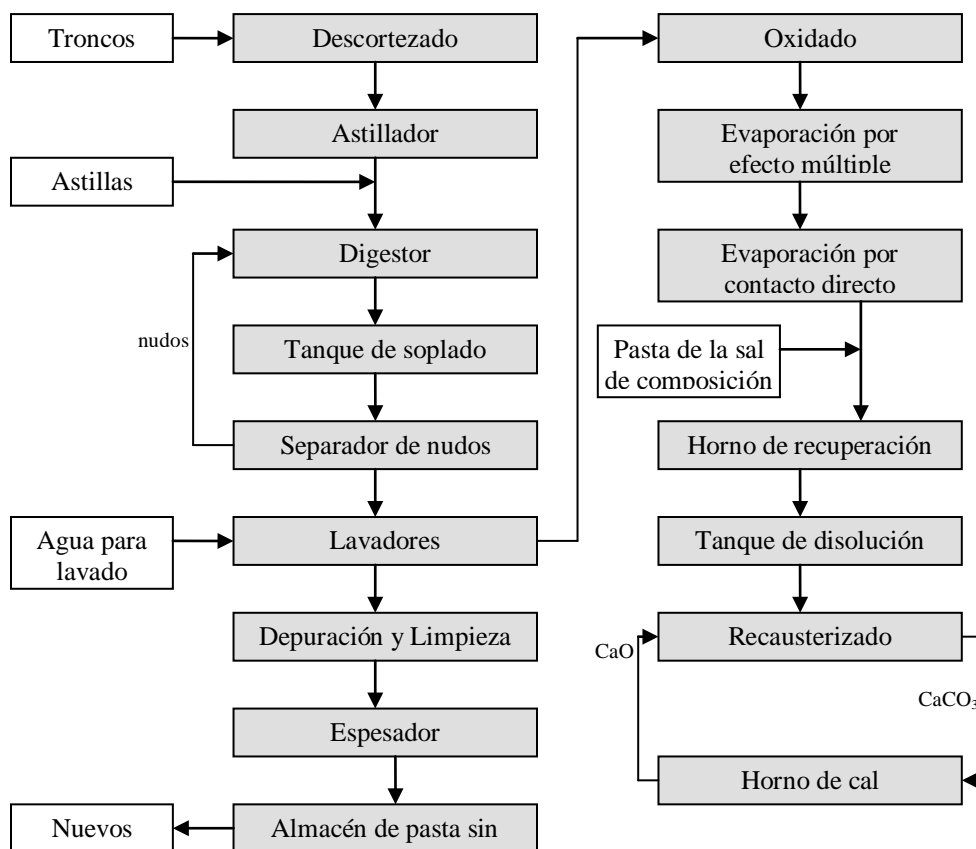 Troncos
Descortezado
Astillador
Astillas
Digestor
nudos
Tanque de soplado
Separador de nudos
Agua para
lavado
Lavadores
Depuración y Limpieza
Espesador
Nuevos
Almacén de pasta sin
Oxidado
Evaporación por
efecto múltiple
Evaporación por
contacto directo
Pasta de la sal
de composición
Horno de recuperación
Tanque de disolución
Recausterizado
CaO
CaCO₃
Horno de cal